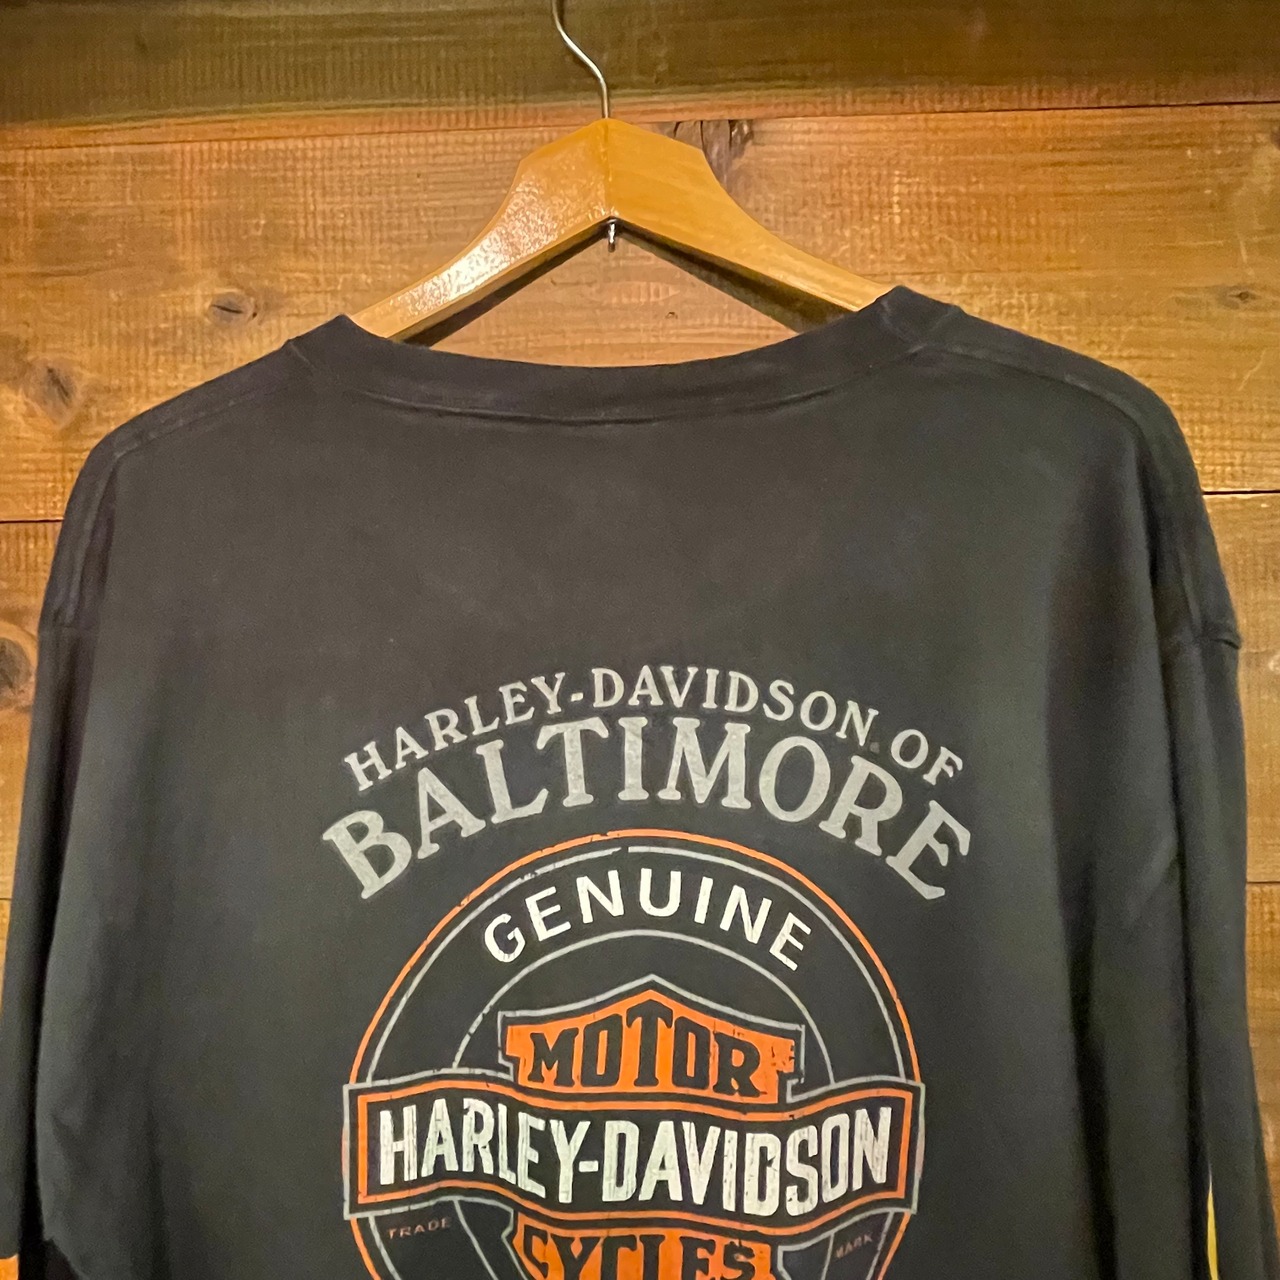 HARLEY-DAVIDSON OF
BALTIMORE
GENUINE
MOTOR
HARLEY-DAVIDSON
TRADE MARK
CYCLES